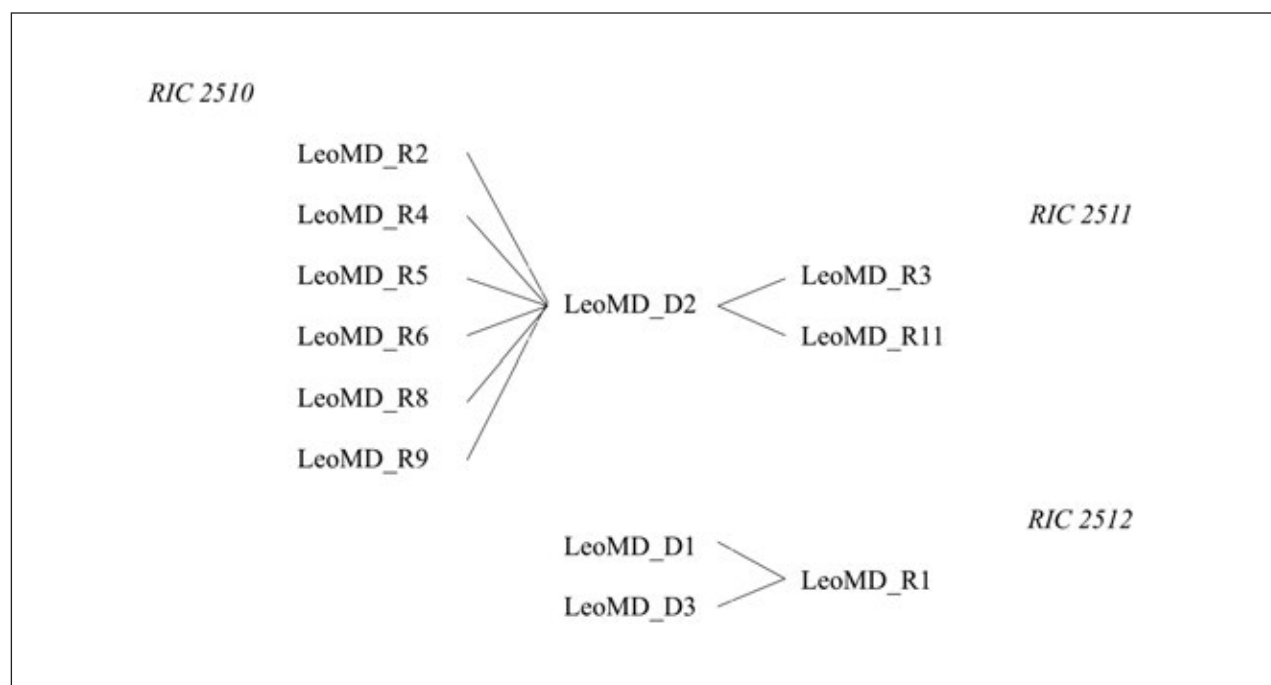 RIC 2510
LeoMD_R2
LeoMD_R4
RIC 2511
LeoMD_R5
LeoMD_R3
LeoMD_D2
LeoMD_R6
LeoMD_R11
LeoMD_R8
LeoMD_R9
RIC 2512
LeoMD_D1
LeoMD_R1
LeoMD_D3